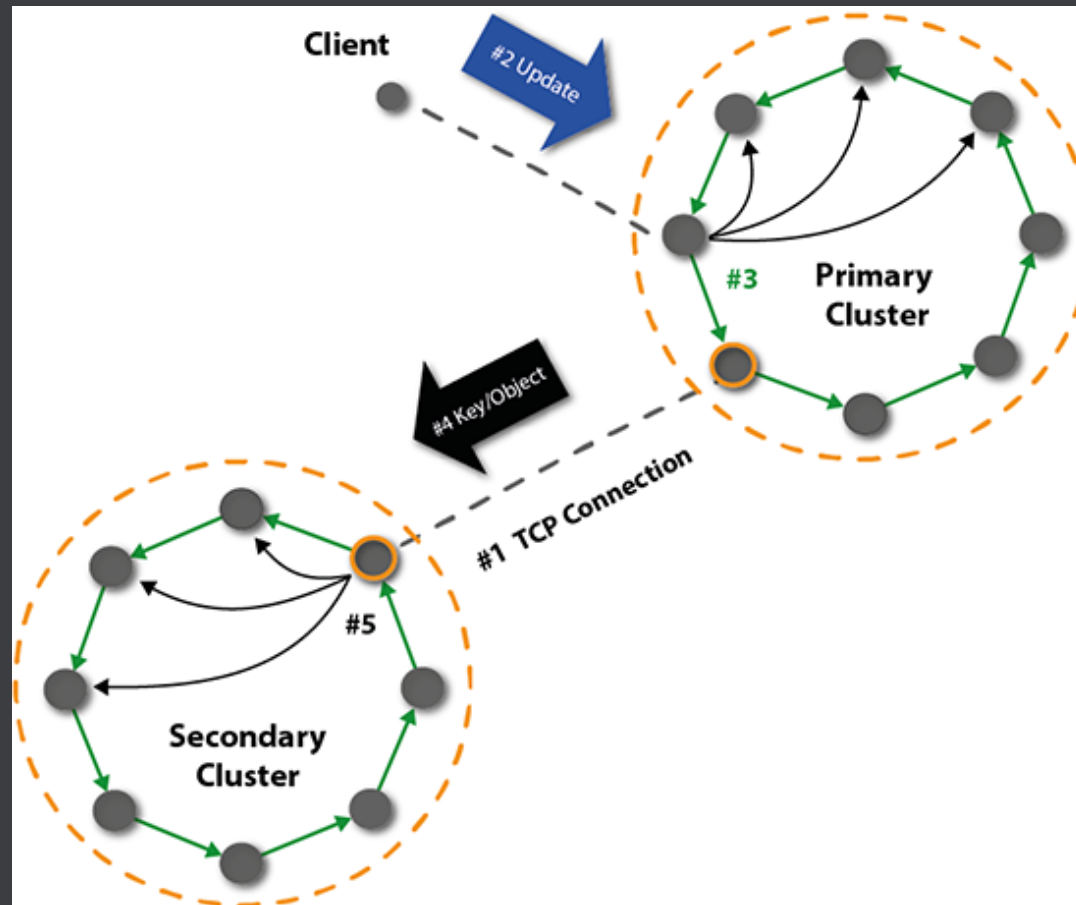 Client
#2 Update
#3
Primary
Cluster
#4 Key/Object
#1 TCP Connection
#5
Secondary
Cluster